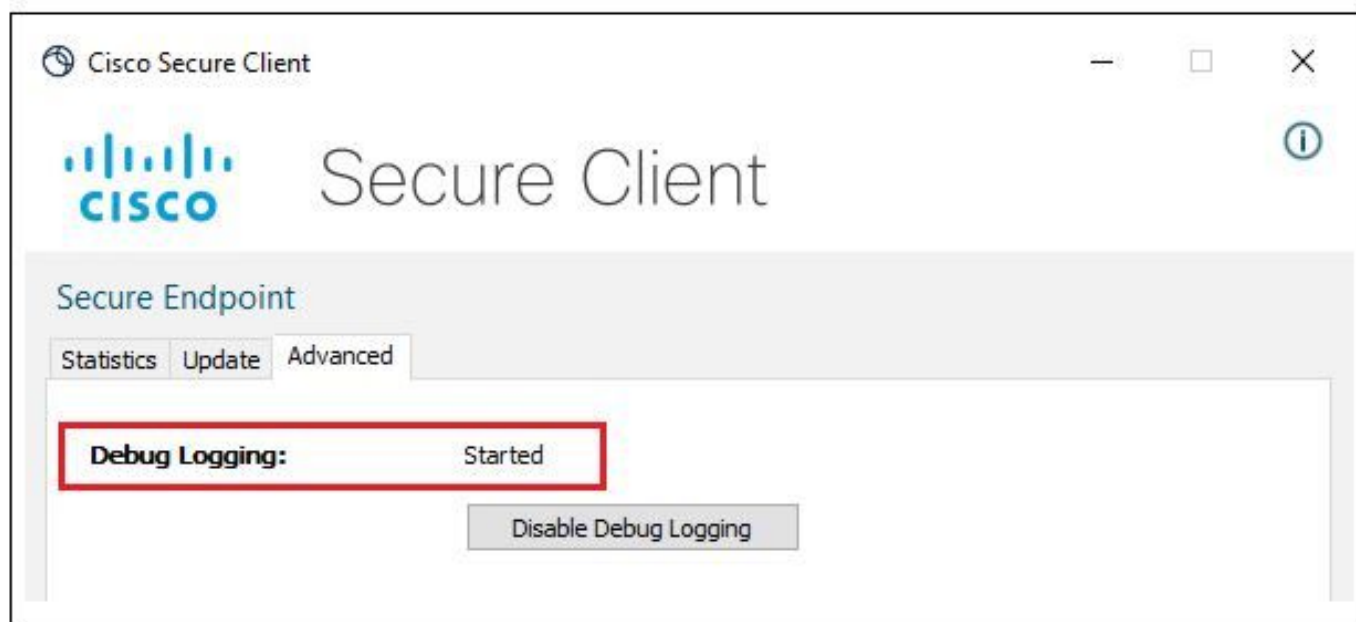 Cisco Secure Client
CISCO Secure Client
Secure Endpoint
Statistics Update Advanced
Debug Logging: Started
Disable Debug Logging